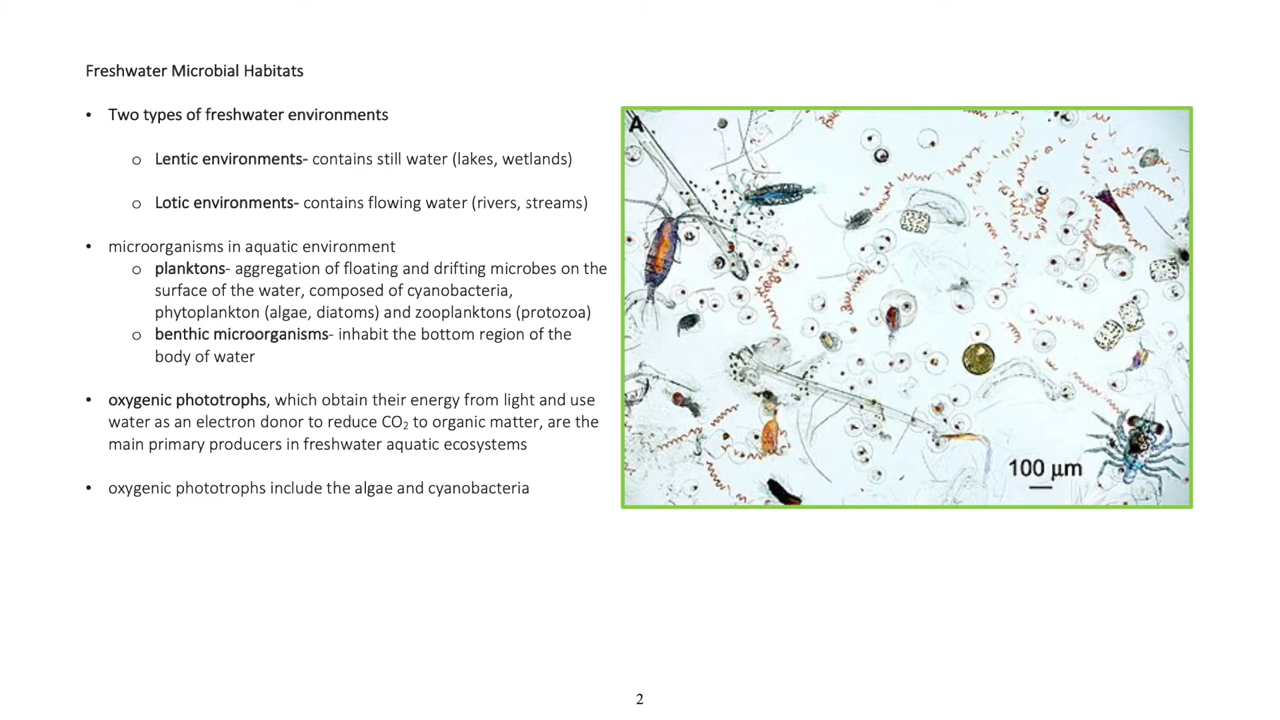 Freshwater Microbial Habitats
• Two types of freshwater environments
o Lentic environments- contains still water (lakes, wetlands)
o Lotic environments- contains flowing water (rivers, streams)
• microorganisms in aquatic environment
o planktons- aggregation of floating and drifting microbes on the
surface of the water, composed of cyanobacteria,
phytoplankton (algae, diatoms) and zooplanktons (protozoa)
o benthic microorganisms- inhabit the bottom region of the
body of water
• oxygenic phototrophs, which obtain their energy from light and use
water as an electron donor to reduce CO₂ to organic matter, are the
main primary producers in freshwater aquatic ecosystems
• oxygenic phototrophs include the algae and cyanobacteria
A
100 μm
2